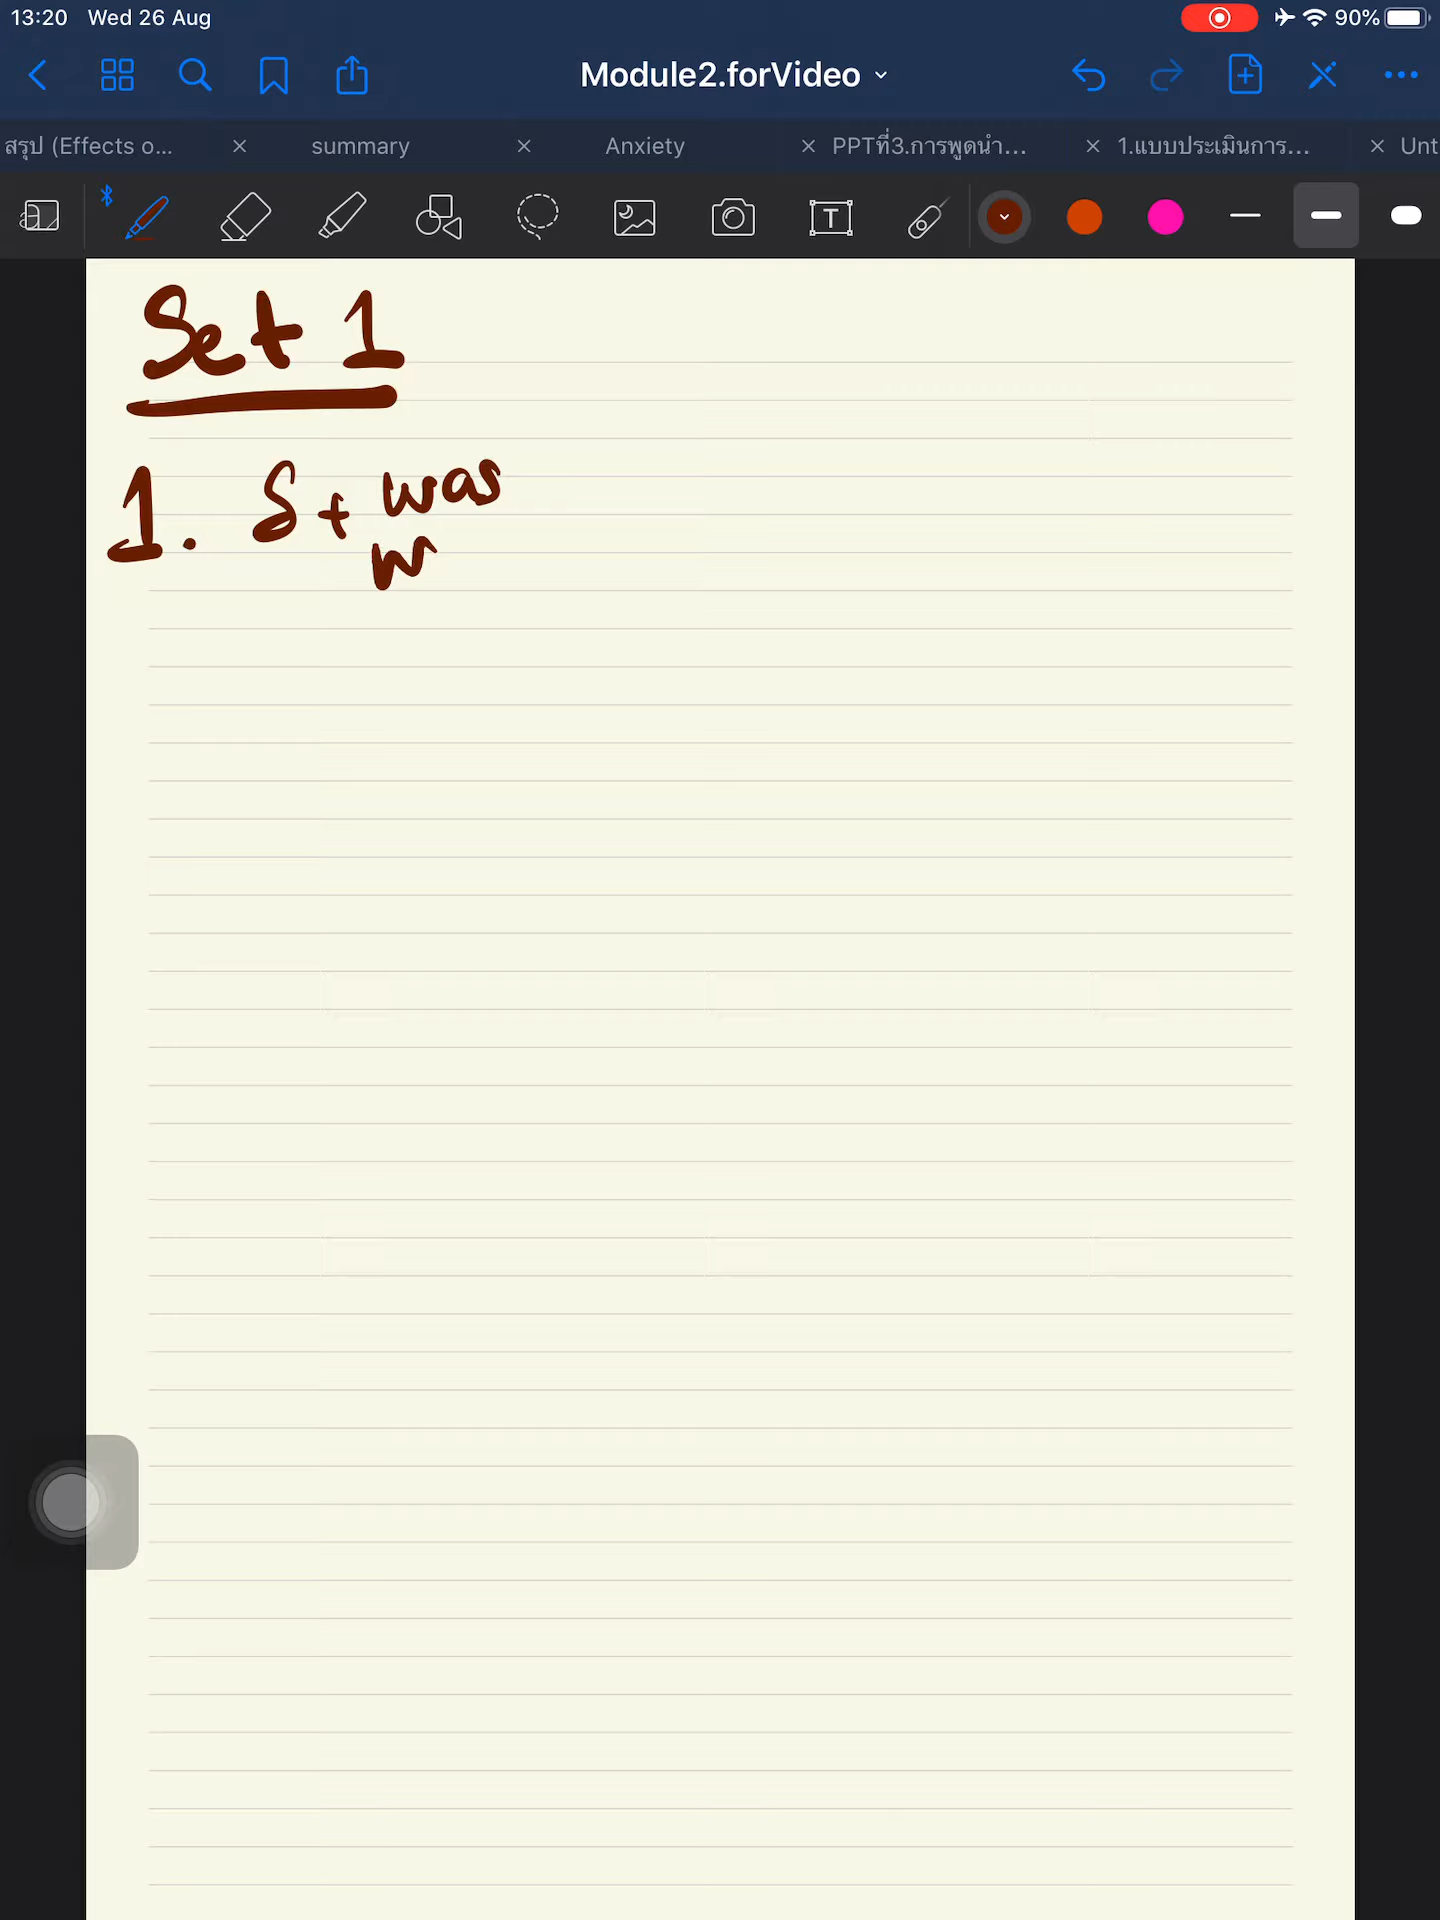 13:20 Wed 26 Aug 90%
Module2.forVideo
สรุป (Effects o... summary Anxiety PPTที่3.การพูดนำ... 1.แบบประเมินการ... Unt
T
Set 1
1. S + was
w